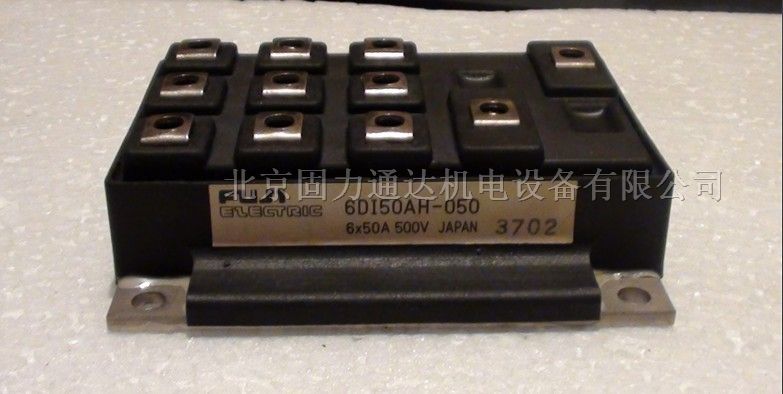 北京固力通达机电设备有限公司
FUJI
ELECTRIC
6DI50AH-050
6x50A 500V JAPAN 3702